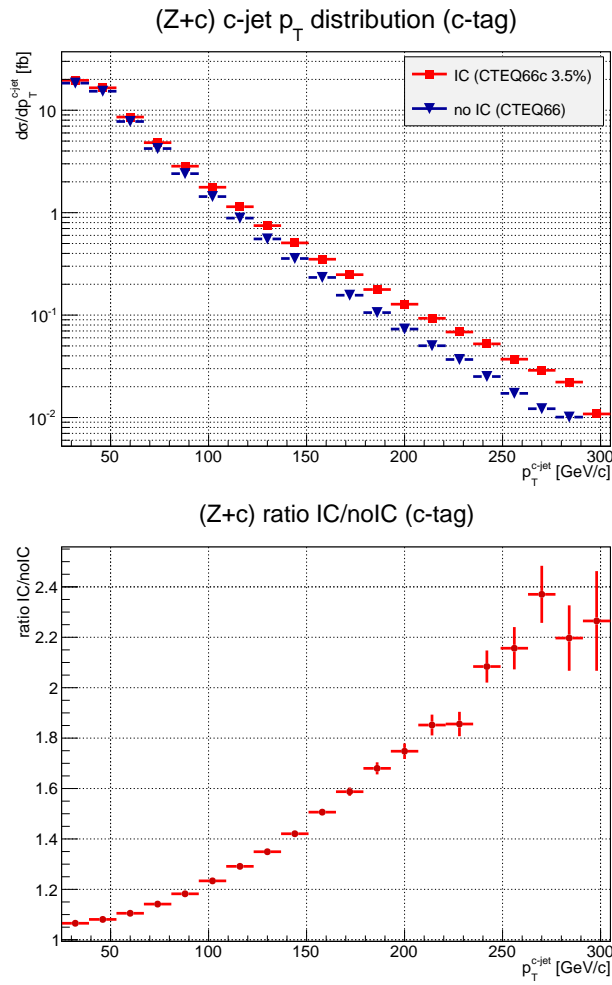 (Z+c) c-jet p_T distribution (c-tag)
dσ/dp_T^{c-jet} [fb]
IC (CTEQ66c 3.5%)
no IC (CTEQ66)
10
1
10^{-1}
10^{-2}
50 100 150 200 250 300
p_T^{c-jet} [GeV/c]
(Z+c) ratio IC/noIC (c-tag)
ratio IC/noIC
2.4
2.2
2
1.8
1.6
1.4
1.2
1
50 100 150 200 250 300
p_T^{c-jet} [GeV/c]